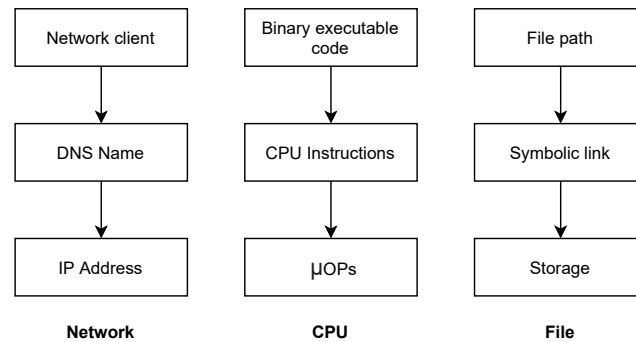 Network client
Binary executable
code
File path
DNS Name
CPU Instructions
Symbolic link
IP Address
μOPs
Storage
Network
CPU
File